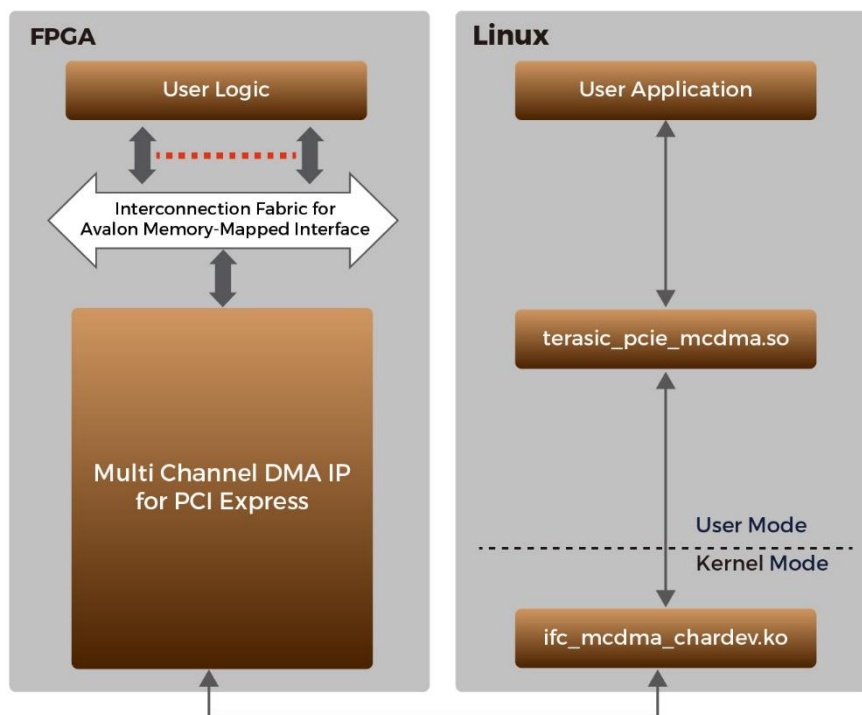 FPGA
User Logic
Interconnection Fabric for
Avalon Memory-Mapped Interface
Multi Channel DMA IP
for PCI Express
Linux
User Application
terasic_pcie_mcdma.so
User Mode
Kernel Mode
ifc_mcdma_chardev.ko